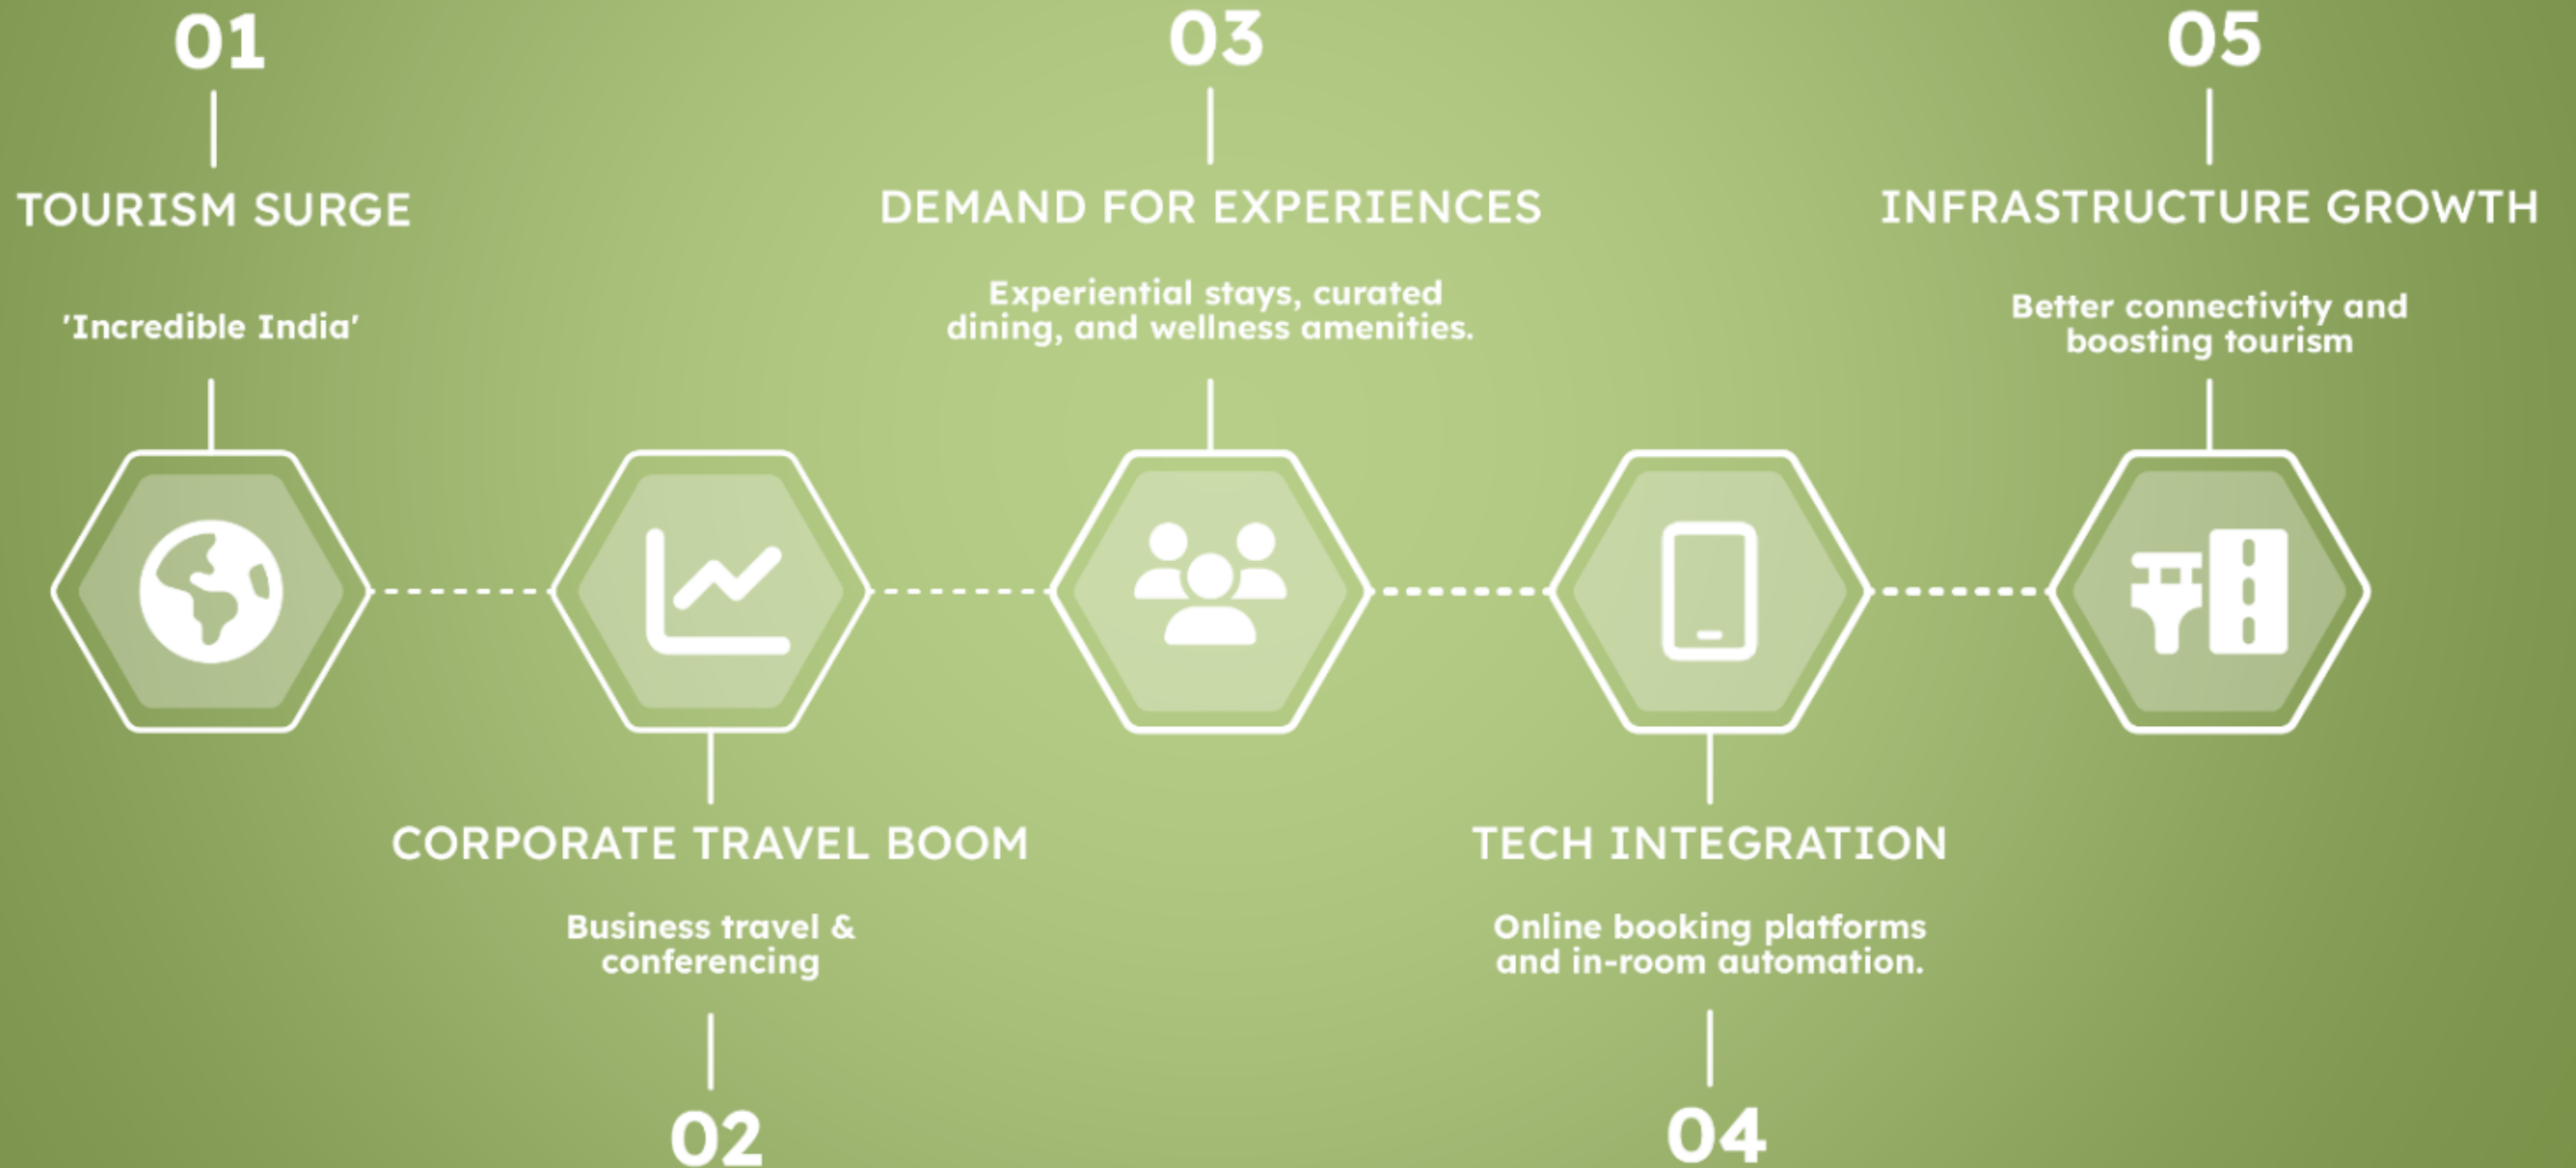 01
TOURISM SURGE
'Incredible India'
CORPORATE TRAVEL BOOM
Business travel &
conferencing
02
03
DEMAND FOR EXPERIENCES
Experiential stays, curated
dining, and wellness amenities.
TECH INTEGRATION
Online booking platforms
and in-room automation.
04
05
INFRASTRUCTURE GROWTH
Better connectivity and
boosting tourism